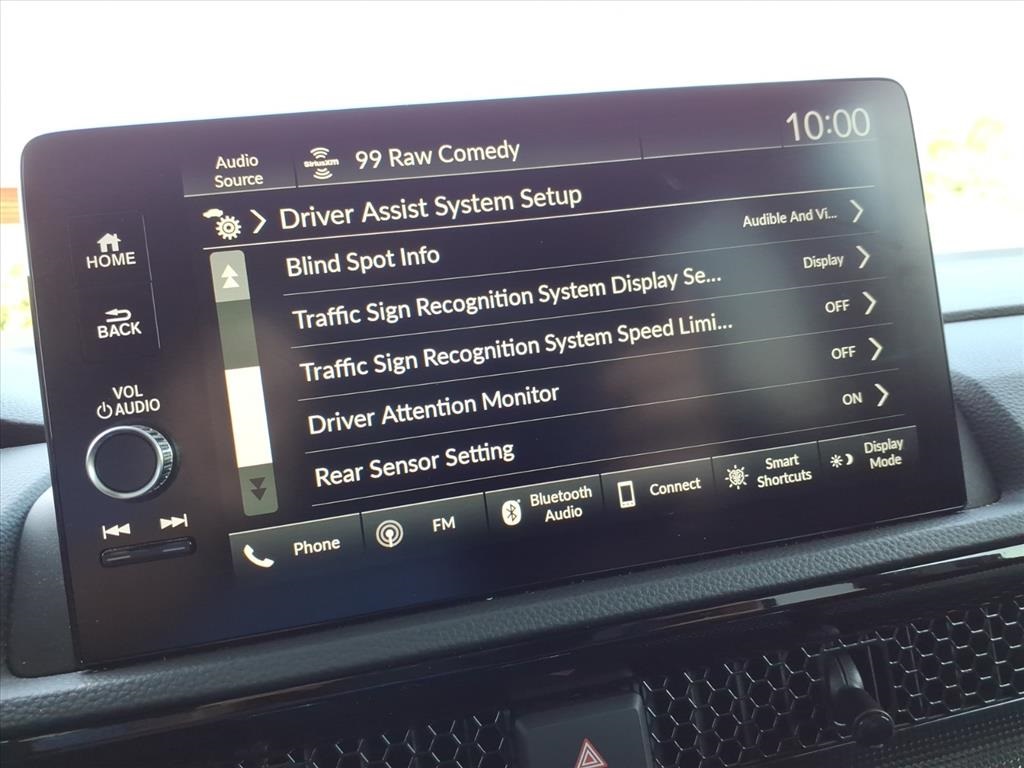 Audio
Source
SiriusXM
99 Raw Comedy
10:00
Driver Assist System Setup
HOME
Blind Spot Info
Audible And Vi...
Traffic Sign Recognition System Display Se...
Display
BACK
Traffic Sign Recognition System Speed Limi...
OFF
Driver Attention Monitor
OFF
VOL
AUDIO
Rear Sensor Setting
ON
Phone
FM
Bluetooth
Audio
Connect
Smart
Shortcuts
Display
Mode